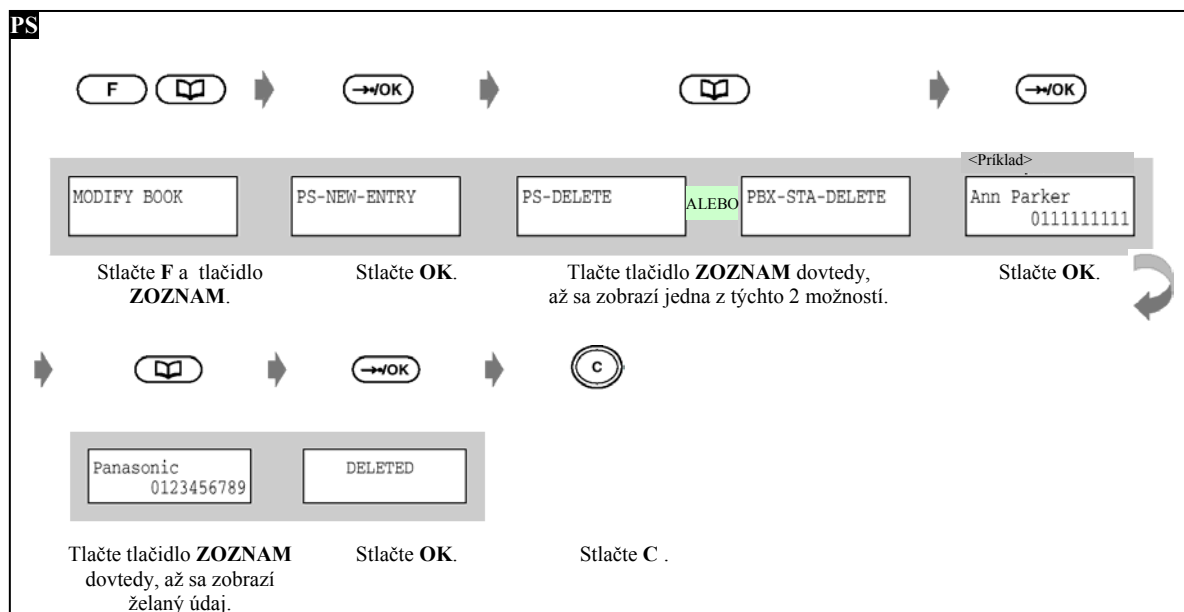 PS
F
/OK
/OK
<Príklad>
MODIFY BOOK
PS-NEW-ENTRY
PS-DELETE
ALEBO
PBX-STA-DELETE
Ann Parker
0111111111
Stlačte F a tlačidlo
ZOZNAM.
Stlačte OK.
Tlačte tlačidlo ZOZNAM dovtedy,
až sa zobrazí jedna z týchto 2 možností.
Stlačte OK.
/OK
C
Panasonic
0123456789
DELETED
Tlačte tlačidlo ZOZNAM
dovtedy, až sa zobrazí
želaný údaj.
Stlačte OK.
Stlačte C .